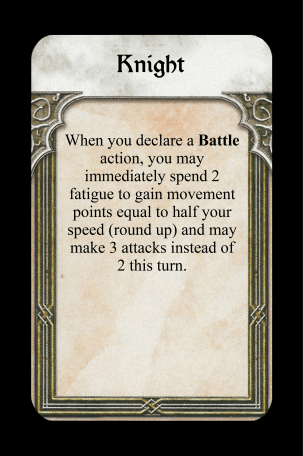 Knight
When you declare a Battle
action, you may
immediately spend 2
fatigue to gain movement
points equal to half your
speed (round up) and may
make 3 attacks instead of
2 this turn.